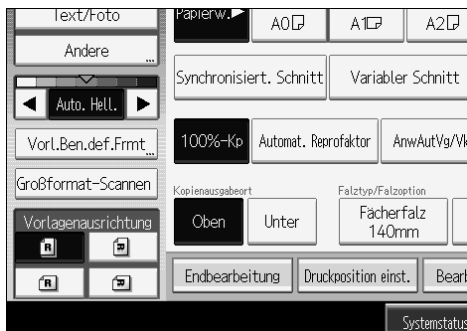 Text/Foto
Papierw.►
A0
A1
A2
Andere
Synchronisiert. Schnitt
Variabler Schnitt
◄ Auto. Hell. ►
Vorl.Ben.def.Frmt
100%-Kp
Automat. Reprofaktor
AnwAutVg/Vk
Großformat-Scannen
Kopienausgabeort
Falztyp/Falzoption
Vorlagenausrichtung
Oben
Unter
Fächerfalz
140mm
R
R
R
R
Endbearbeitung
Druckposition einst.
Bearb
Systemstatus